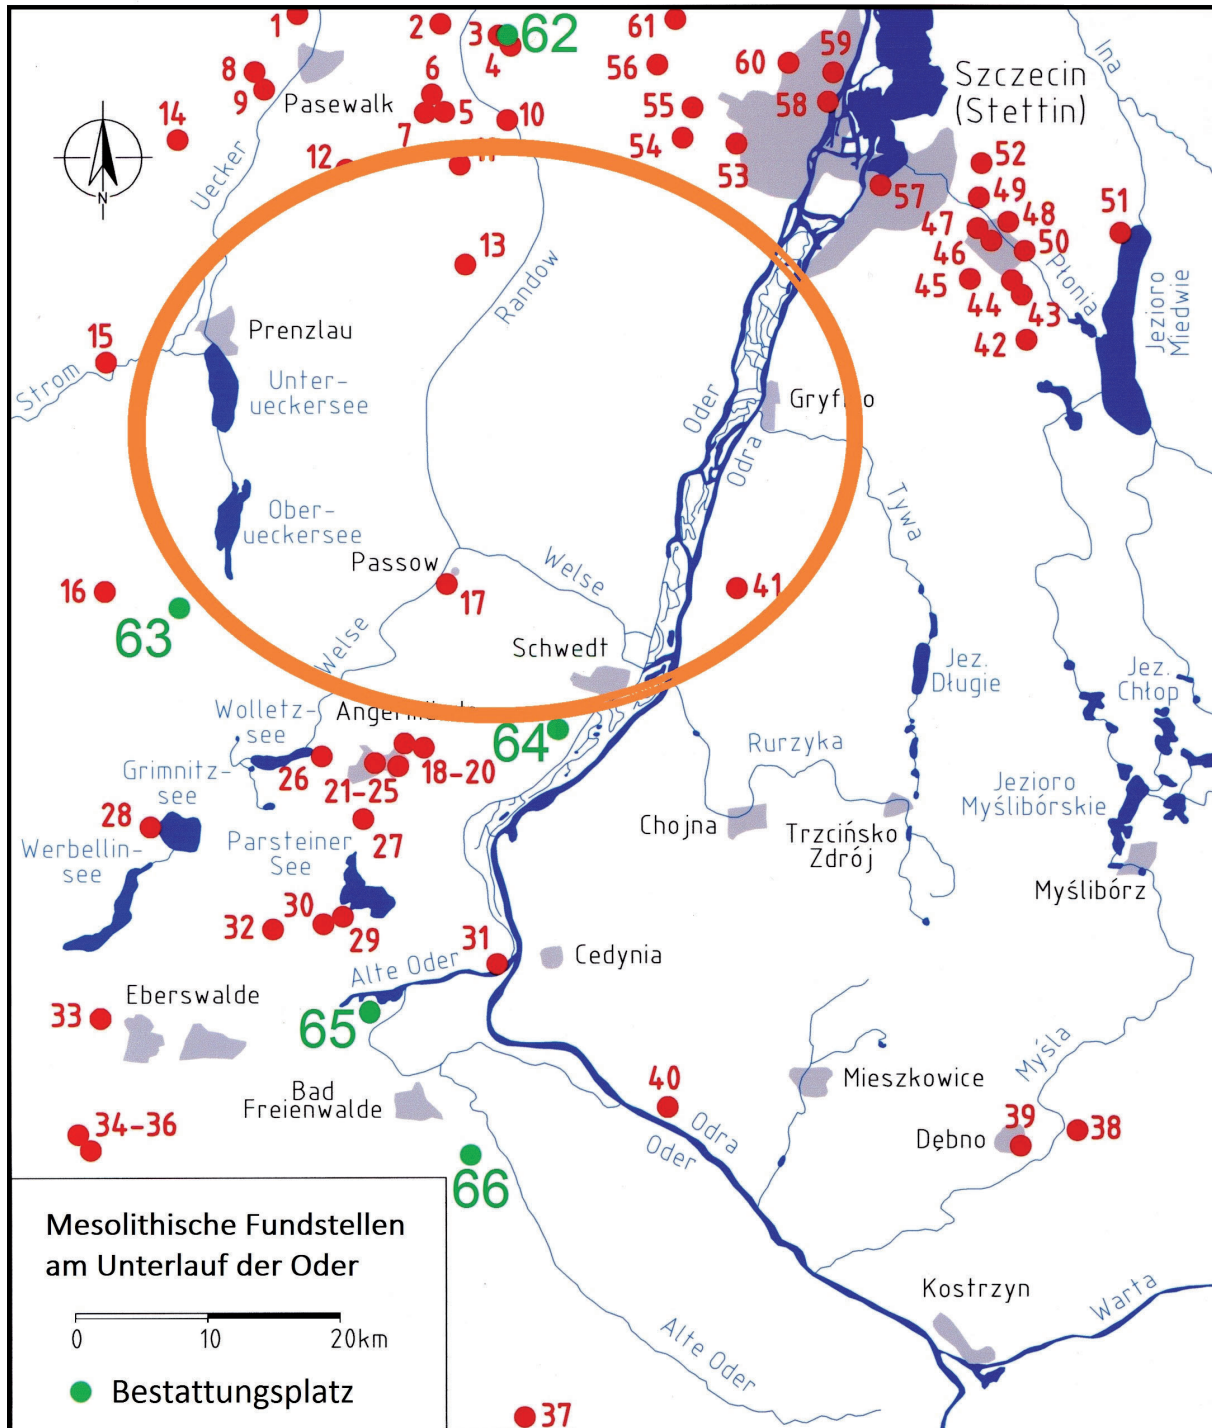 1
2
3
62
4
61
59
60
56
Szczecin
(Stettin)
Ina
8
9
Pasewalk
6
5
7
10
55
58
14
54
53
12
11
52
57
49
48
51
47
46
50
Płonia
45
44
43
42
Jezioro
Miedwie
Uecker
13
Randow
15
Strom
Prenzlau
Unter-
ueckersee
Ober-
ueckersee
Oder
Odra
Tywa
Passow
17
Welse
Welse
41
16
63
Schwedt
Wolletz-
see
64
Jez.
Długie
Jez.
Chłop
Grimnitz-
see
26
21-25
18-20
Rurzyka
28
27
Werbellin-
see
Parsteiner
See
Chojna
Trzcińsko
Zdrój
Jezioro
Myślibórskie
Myślibórz
32
30
29
31
Alte Oder
Cedynia
33
Eberswalde
65
Bad
Freienwalde
40
Odra
Oder
Mieszkowice
Myśla
Dębno
39
38
34-36
66
Mesolithische Fundstellen
am Unterlauf der Oder
0 10 20km
Bestattungsplatz
37
Alte Oder
Kostrzyn
Warta
N